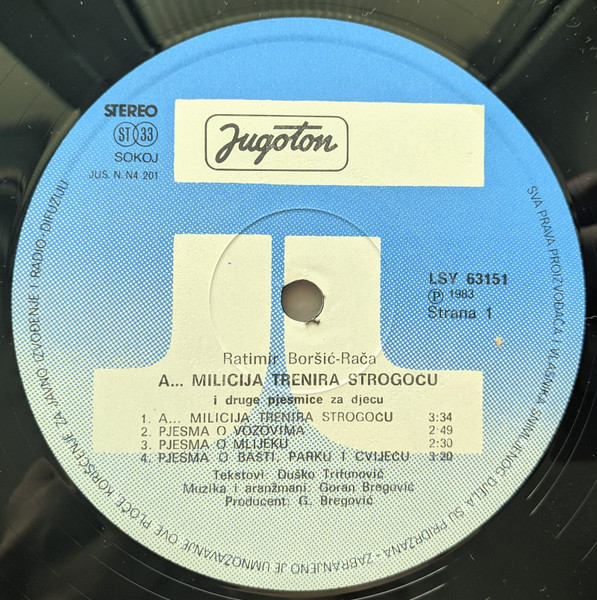 STEREO
ST 33
SOKOJ
JUS. N. N4 201
Jugoton
LSY 63151
Ⓟ 1983
Strana 1
Ratimir Boršić-Rača
A... MILICIJA TRENIRA STROGOĆU
i druge pjesmice za djecu
1. A... MILICIJA TRENIRA STROGOĆU 3:34
2. PJESMA O VOZOVIMA 2:49
3. PJESMA O MLIJEKU 2:30
4. PJESMA O BAŠTI, PARKU I CVIJEĆU 3:20
Tekstovi: Duško Trifunović
Muzika i aranžmani: Goran Bregović
Producent: G. Bregović
SVA PRAVA PROIZVOĐAČA I VLASNIKA SNIMLJENOG DJELA SU PRIDRŽANA - ZABRANJENO JE UMNOŽAVANJE OVE PLOČE, KORIŠĆENJE ZA JAVNO IZVOĐENJE I RADIO-DIFUZIJU